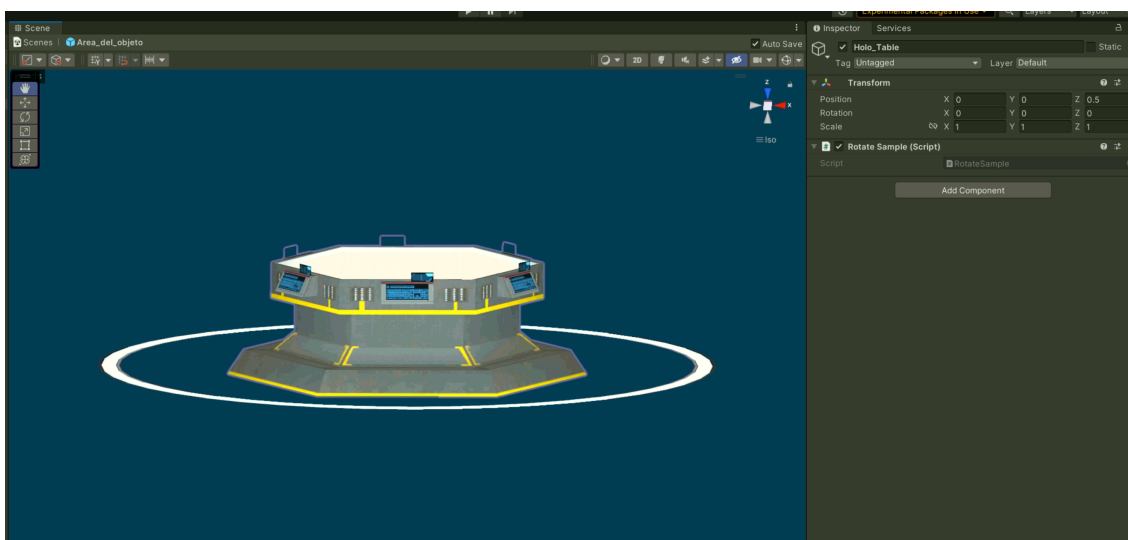 Experimental Packages In Use
Layers
Layout
Scene
Scenes
Area_del_objeto
Auto Save
2D
z
x
Iso
Inspector
Services
Holo_Table
Static
Tag Untagged
Layer Default
Transform
Position X 0 Y 0 Z 0.5
Rotation X 0 Y 0 Z 0
Scale X 1 Y 1 Z 1
Rotate Sample (Script)
Script RotateSample
Add Component